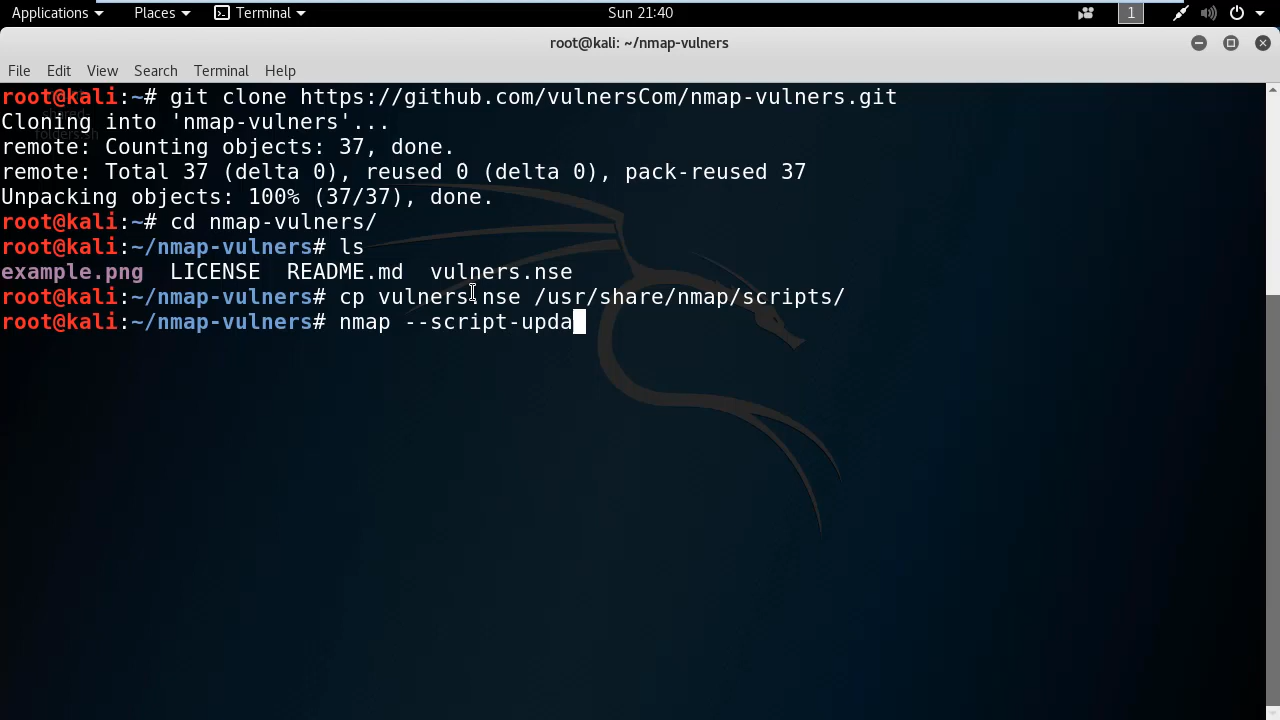 Applications Places Terminal Sun 21:40 1
root@kali: ~/nmap-vulners
File Edit View Search Terminal Help
root@kali:~# git clone https://github.com/vulnersCom/nmap-vulners.git
Cloning into 'nmap-vulners'...
remote: Counting objects: 37, done.
remote: Total 37 (delta 0), reused 0 (delta 0), pack-reused 37
Unpacking objects: 100% (37/37), done.
root@kali:~# cd nmap-vulners/
root@kali:~/nmap-vulners# ls
example.png LICENSE README.md vulners.nse
root@kali:~/nmap-vulners# cp vulners.nse /usr/share/nmap/scripts/
root@kali:~/nmap-vulners# nmap --script-upda